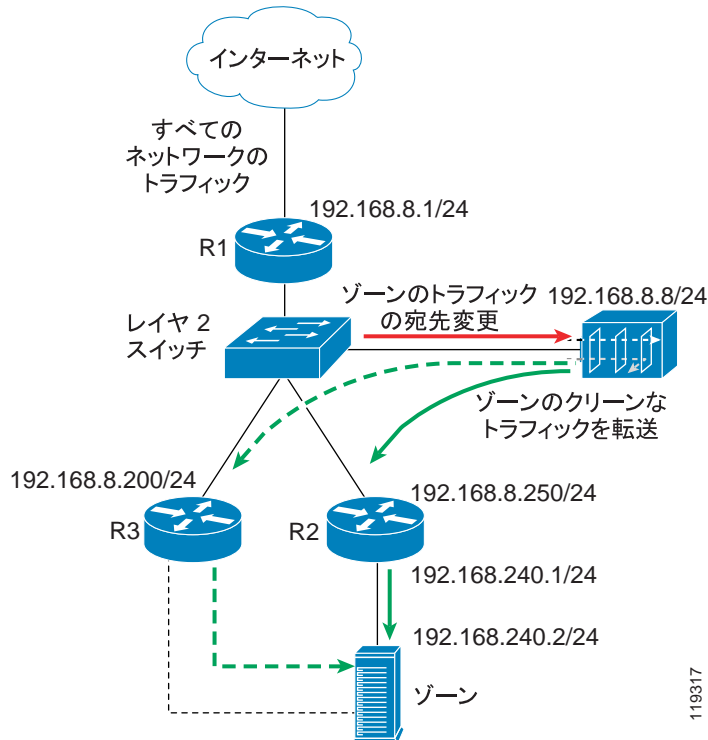 インターネット
すべての
ネットワークの
トラフィック
192.168.8.1/24
R1
ゾーンのトラフィック
の宛先変更
192.168.8.8/24
レイヤ 2
スイッチ
ゾーンのクリーンな
トラフィックを転送
192.168.8.200/24
192.168.8.250/24
R3
R2
192.168.240.1/24
192.168.240.2/24
ゾーン
119317